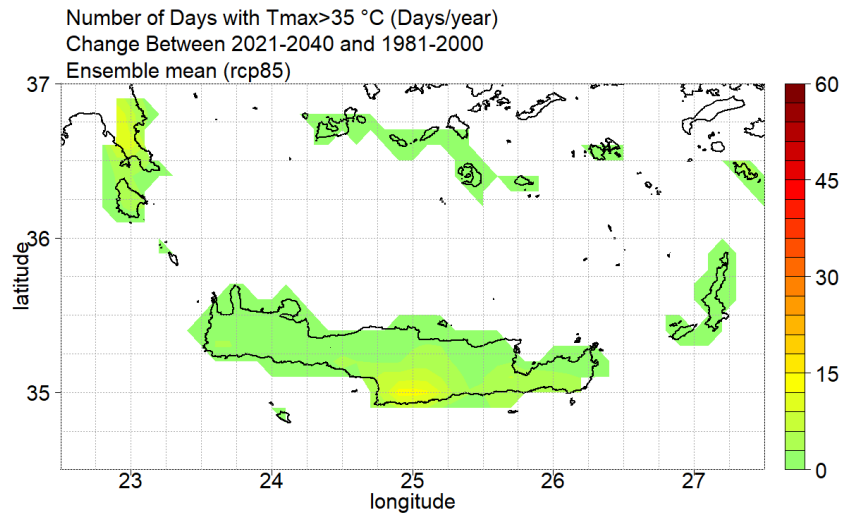 Number of Days with Tmax>35 °C (Days/year)
Change Between 2021-2040 and 1981-2000
Ensemble mean (rcp85)
37
36
35
latitude
23
24
25
26
27
longitude
60
45
30
15
0